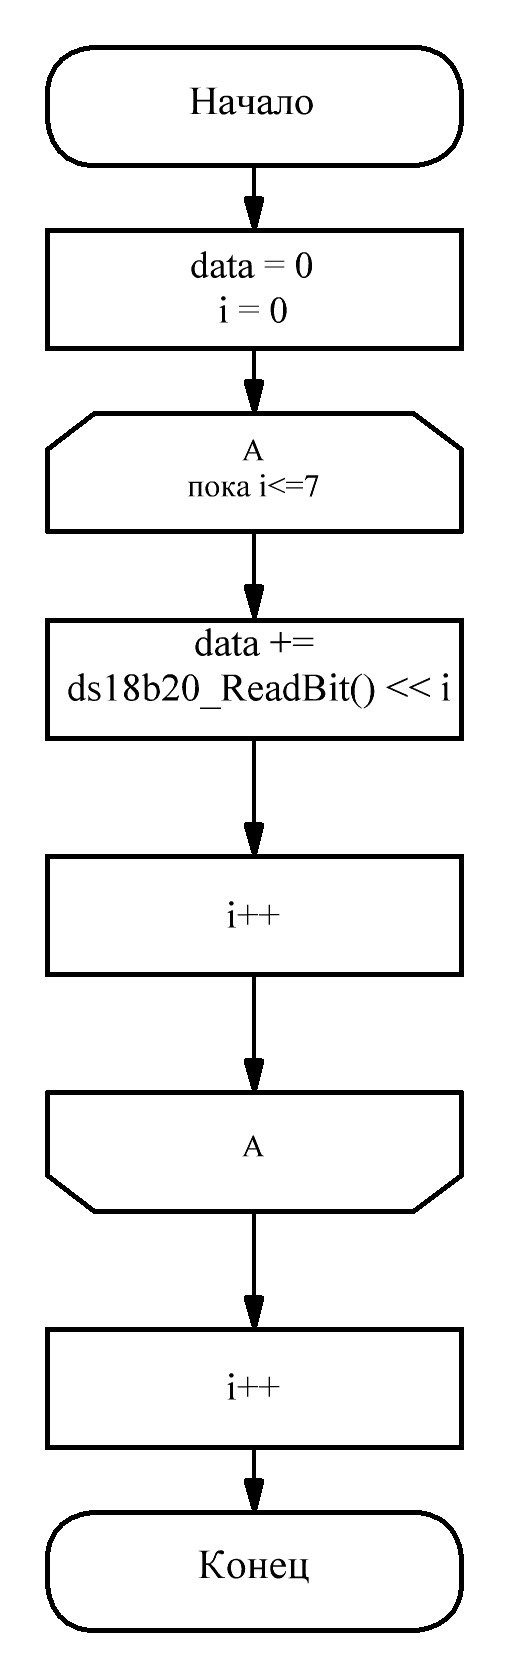 Начало
data = 0
i = 0
А
пока i<=7
data +=
ds18b20_ReadBit() << i
i++
А
i++
Конец